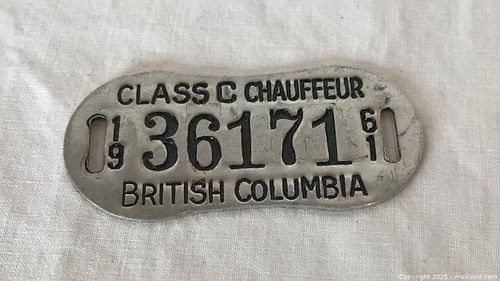 CLASS C CHAUFFEUR
19 36171 61
BRITISH COLUMBIA
Copyright © 2025 - maxsold.com